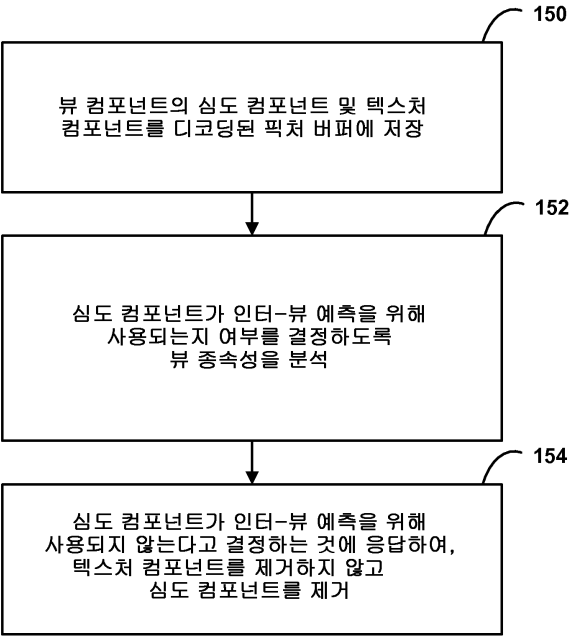 150
뷰 컴포넌트의 심도 컴포넌트 및 텍스처
컴포넌트를 디코딩된 픽처 버퍼에 저장
152
심도 컴포넌트가 인터-뷰 예측을 위해
사용되는지 여부를 결정하도록
뷰 종속성을 분석
154
심도 컴포넌트가 인터-뷰 예측을 위해
사용되지 않는다고 결정하는 것에 응답하여,
텍스처 컴포넌트를 제거하지 않고
심도 컴포넌트를 제거